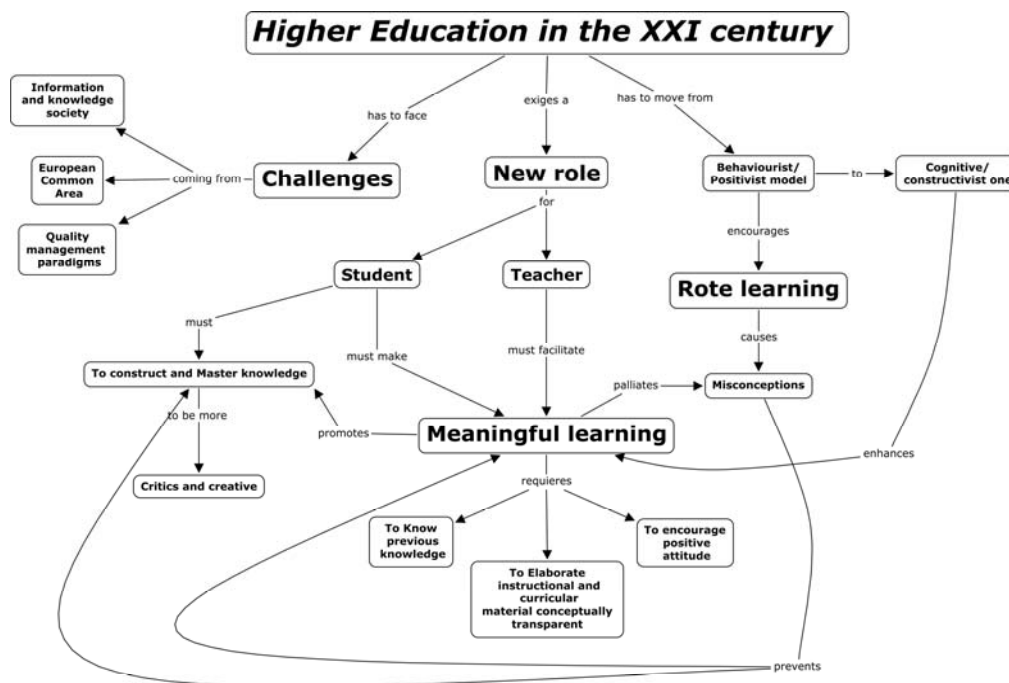 Higher Education in the XXI century
has to face
exiges a
has to move from
Information
and knowledge
society
European
Common
Area
Quality
management
paradigms
coming from
Challenges
New role
Behaviourist/
Positivist model
to
Cognitive/
constructivist one
for
encourages
Student
Teacher
Rote learning
must
must make
must facilitate
causes
To construct and Master knowledge
palliates
Misconceptions
to be more
promotes
Meaningful learning
enhances
Critics and creative
requieres
To Know
previous
knowledge
To Elaborate
instructional and
curricular
material conceptually
transparent
To encourage
positive
attitude
prevents